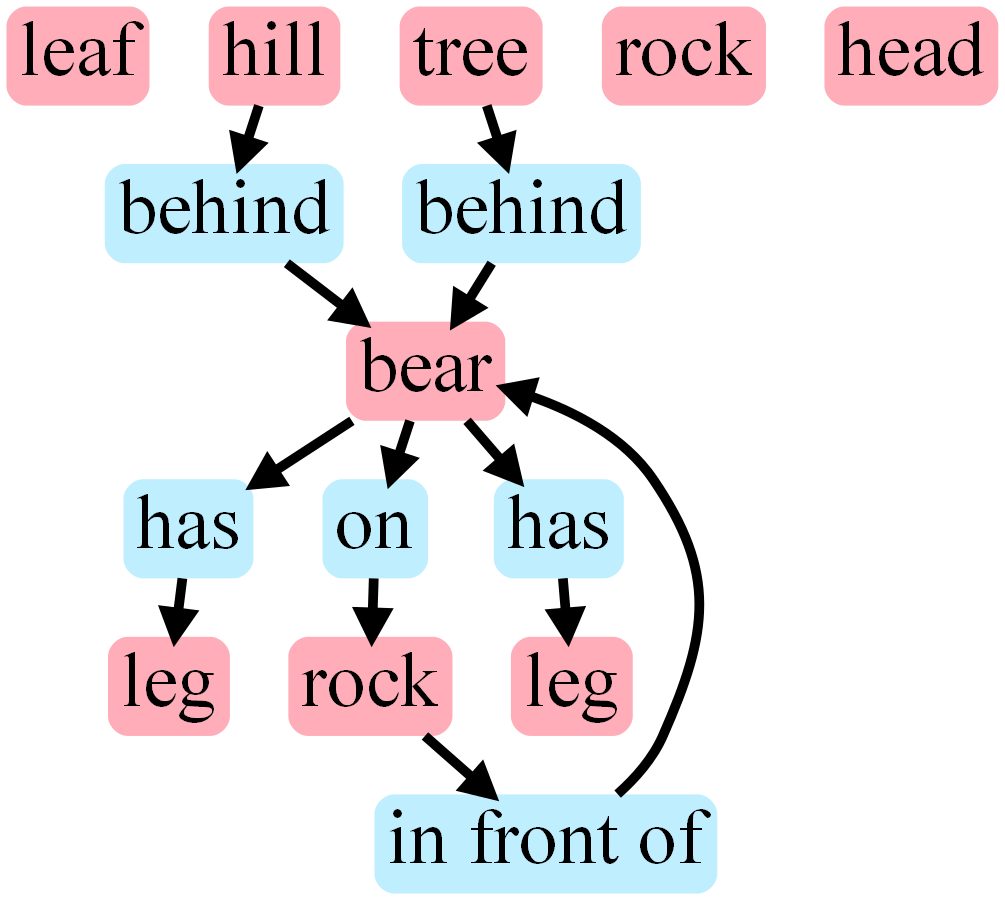 leaf hill tree rock head
behind behind
bear
has on has
leg rock leg
in front of